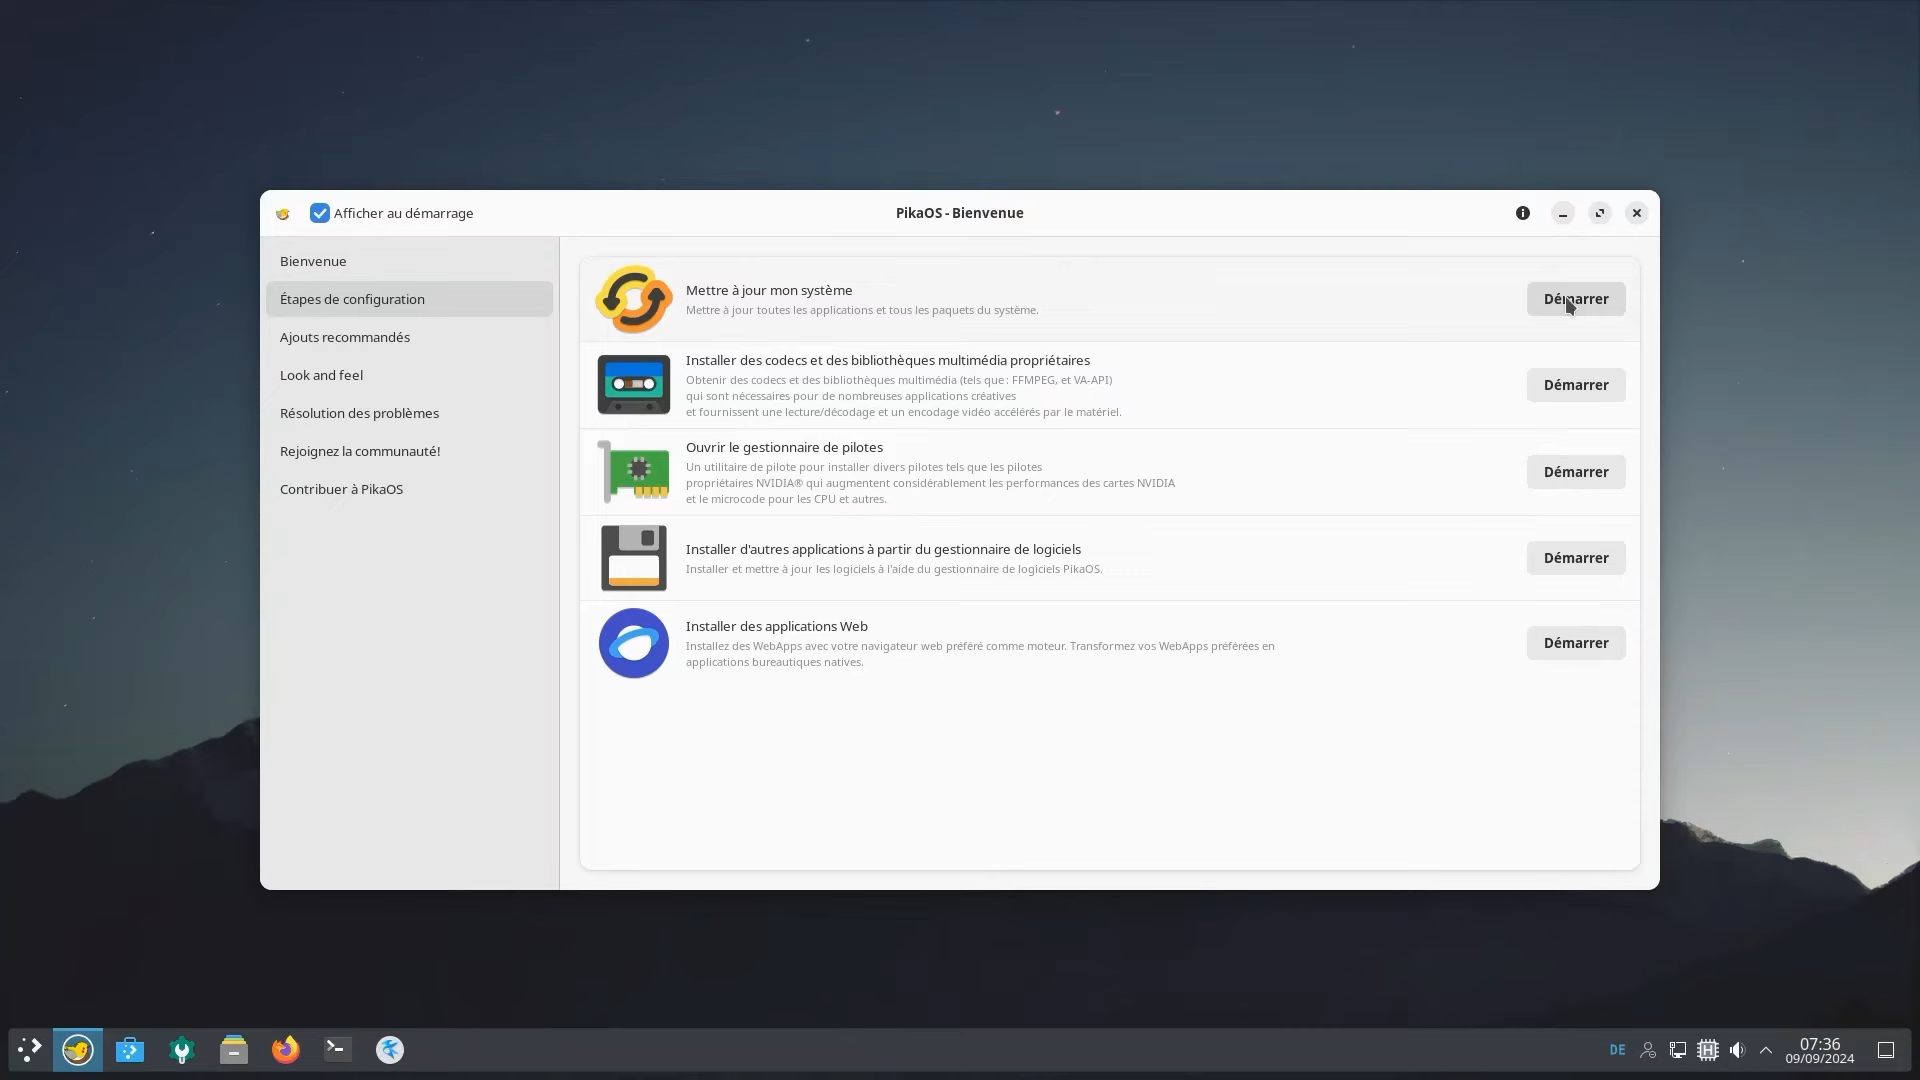 Afficher au démarrage
PikaOS - Bienvenue
Bienvenue
Étapes de configuration
Ajouts recommandés
Look and feel
Résolution des problèmes
Rejoignez la communauté!
Contribuer à PikaOS
Mettre à jour mon système
Mettre à jour toutes les applications et tous les paquets du système.
Démarrer
Installer des codecs et des bibliothèques multimédia propriétaires
Obtenir des codecs et des bibliothèques multimédia (tels que : FFMPEG, et VA-API)
qui sont nécessaires pour de nombreuses applications créatives
et fournissent une lecture/décodage et un encodage vidéo accélérés par le matériel.
Démarrer
Ouvrir le gestionnaire de pilotes
Un utilitaire de pilote pour installer divers pilotes tels que les pilotes
propriétaires NVIDIA® qui augmentent considérablement les performances des cartes NVIDIA
et le microcode pour les CPU et autres.
Démarrer
Installer d'autres applications à partir du gestionnaire de logiciels
Installer et mettre à jour les logiciels à l'aide du gestionnaire de logiciels PikaOS.
Démarrer
Installer des applications Web
Installez des WebApps avec votre navigateur web préféré comme moteur. Transformez vos WebApps préférées en
applications bureautiques natives.
Démarrer
DE
H
07:36
09/09/2024